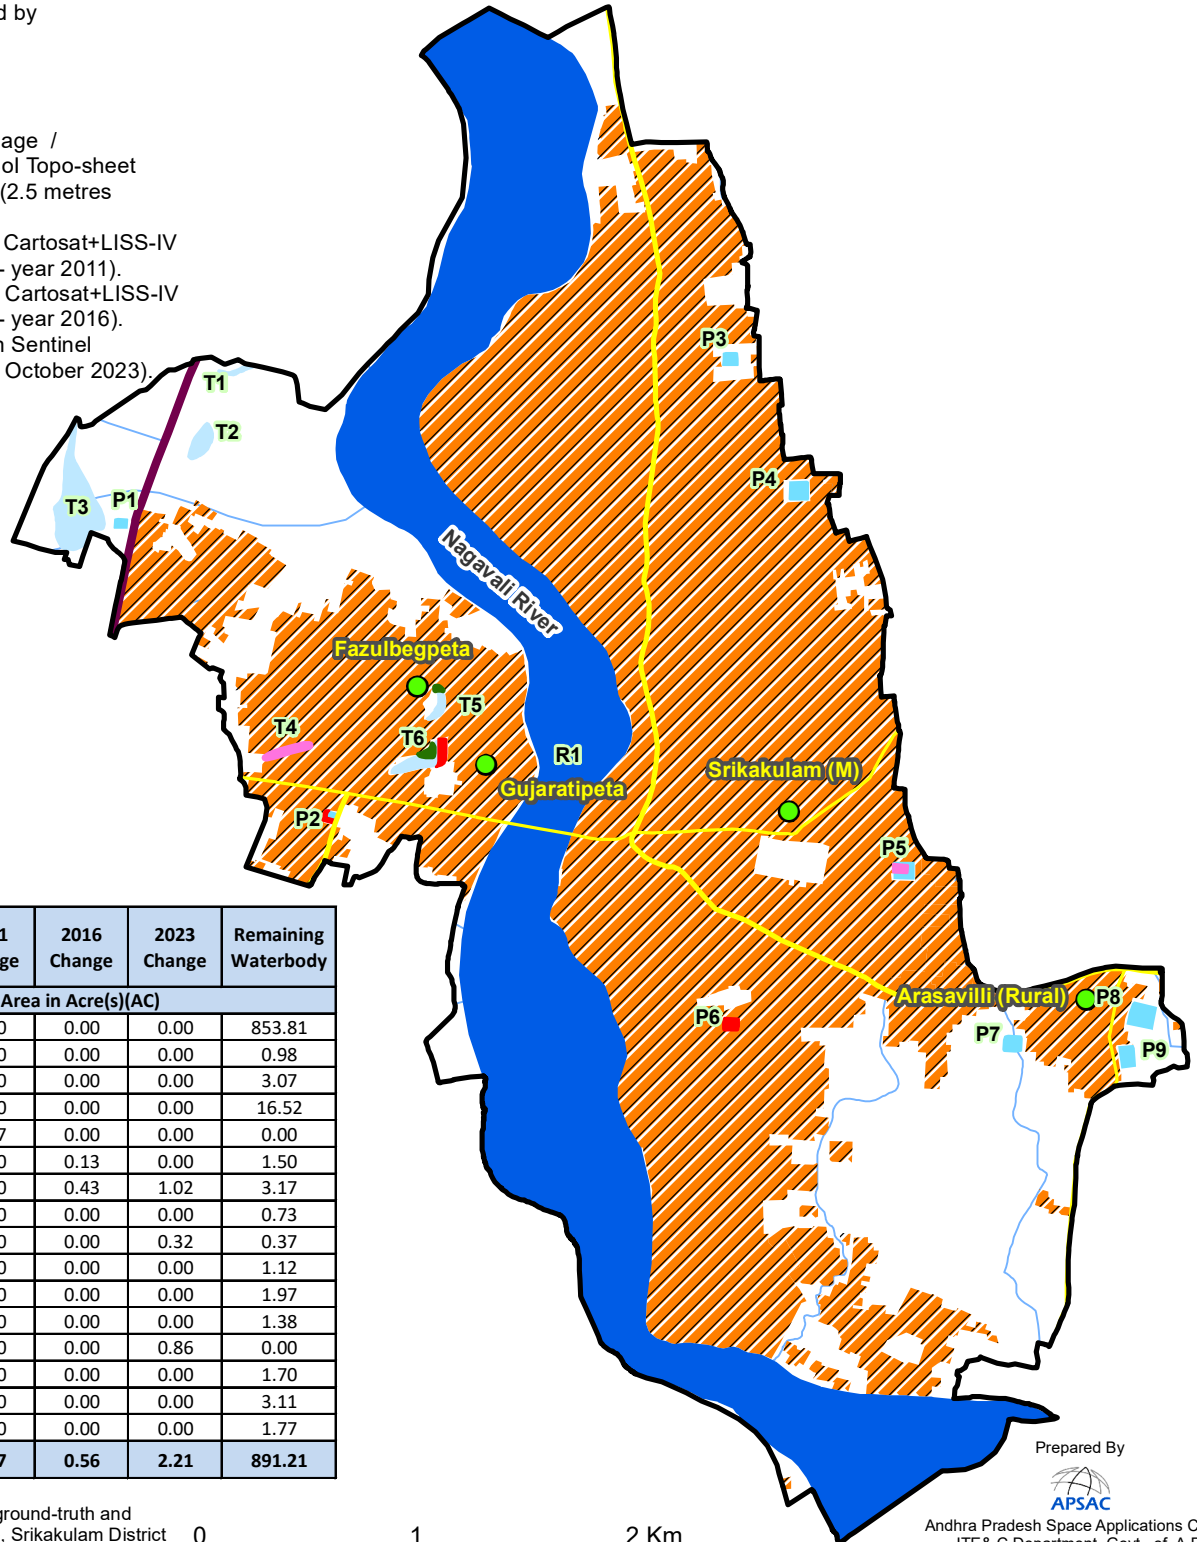 d by
age /
oI Topo-sheet
(2.5 metres
Cartosat+LISS-IV
- year 2011).
Cartosat+LISS-IV
- year 2016).
n Sentinel
October 2023).
T1
T2
T3
P1
P3
P4
Nagavali River
Fazulbegpeta
T5
T4
T6
R1
Gujaratipeta
Srikakulam (M)
P2
P5
Arasavilli (Rural)
P8
P6
P7
P9
1 2016 2023 Remaining
ge Change Change Waterbody
Area in Acre(s)(AC)
0 0.00 0.00 853.81
0 0.00 0.00 0.98
0 0.00 0.00 3.07
0 0.00 0.00 16.52
7 0.00 0.00 0.00
0 0.13 0.00 1.50
0 0.43 1.02 3.17
0 0.00 0.00 0.73
0 0.00 0.32 0.37
0 0.00 0.00 1.12
0 0.00 0.00 1.97
0 0.00 0.00 1.38
0 0.00 0.86 0.00
0 0.00 0.00 1.70
0 0.00 0.00 3.11
0 0.00 0.00 1.77
7 0.56 2.21 891.21
ground-truth and
, Srikakulam District
0 1 2 Km
Prepared By
APSAC
Andhra Pradesh Space Applications C
ITE& C Department, Govt. of A.P